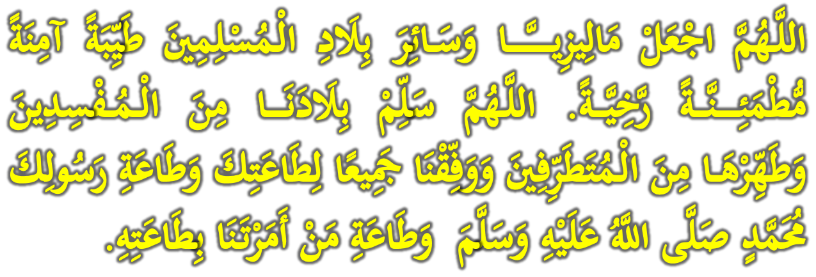 اللَّهُمَّ اجْعَلْ مَالِيزِيَّا وَسَائِرَ بِلَادِ الْمُسْلِمِينَ طَيِّبَةً آمِنَةً
مُّطْمَئِنَّةً رَّخِيَّةً. اللَّهُمَّ سَلِّمْ بِلَادَنَا مِنَ الْمُفْسِدِينَ
وَطَهِّرْهَا مِنَ الْمُتَطَرِّفِينَ وَوَفِّقْنَا جَمِيعًا لِطَاعَتِكَ وَطَاعَةِ رَسُولِكَ
مُحَمَّدٍ صَلَّى اللَّهُ عَلَيْهِ وَسَلَّمَ وَطَاعَةِ مَنْ أَمَرْتَنَا بِطَاعَتِهِ.